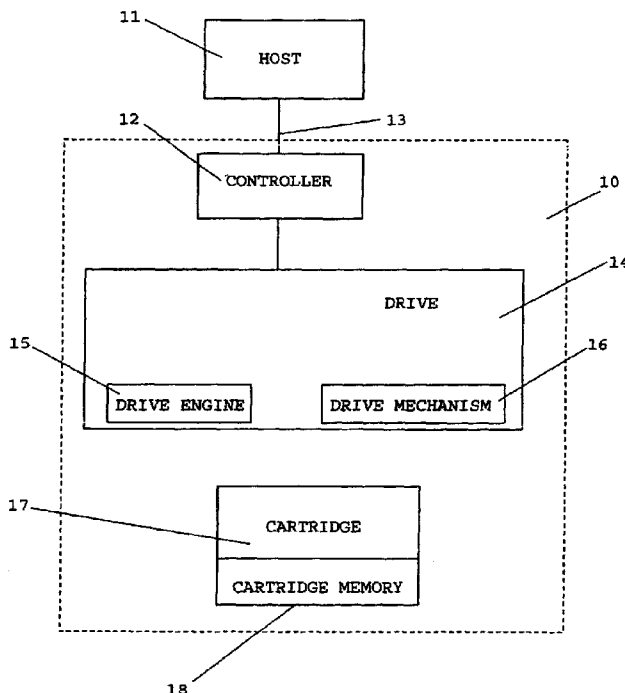 11
HOST
12
13
CONTROLLER
10
14
DRIVE
15
16
DRIVE ENGINE
DRIVE MECHANISM
17
CARTRIDGE
CARTRIDGE MEMORY
18